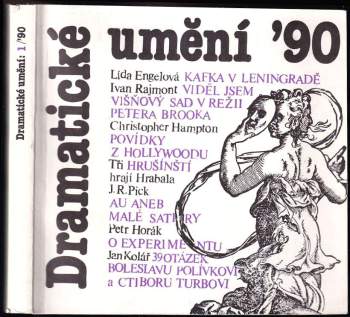 Dramatické umění: 1/'90
Dramatické
umění '90
Lída Engelová KAFKA V LENINGRADĚ
Ivan Rajmont VIDĚL JSEM
VIŠŇOVÝ SAD V REŽII
PETERA BROOKA
Christopher Hampton
POVÍDKY
Z HOLLYWOODU
Tři HRUŠÍNŠTÍ
hrají Hrabala
J.R.Pick
AU ANEB
MALÉ SATYRY
Petr Horák
O EXPERIMENTU
Jan Kolář 39 OTÁZEK
BOLESLAVU POLÍVKOVI
A CTIBORU TURBOVI